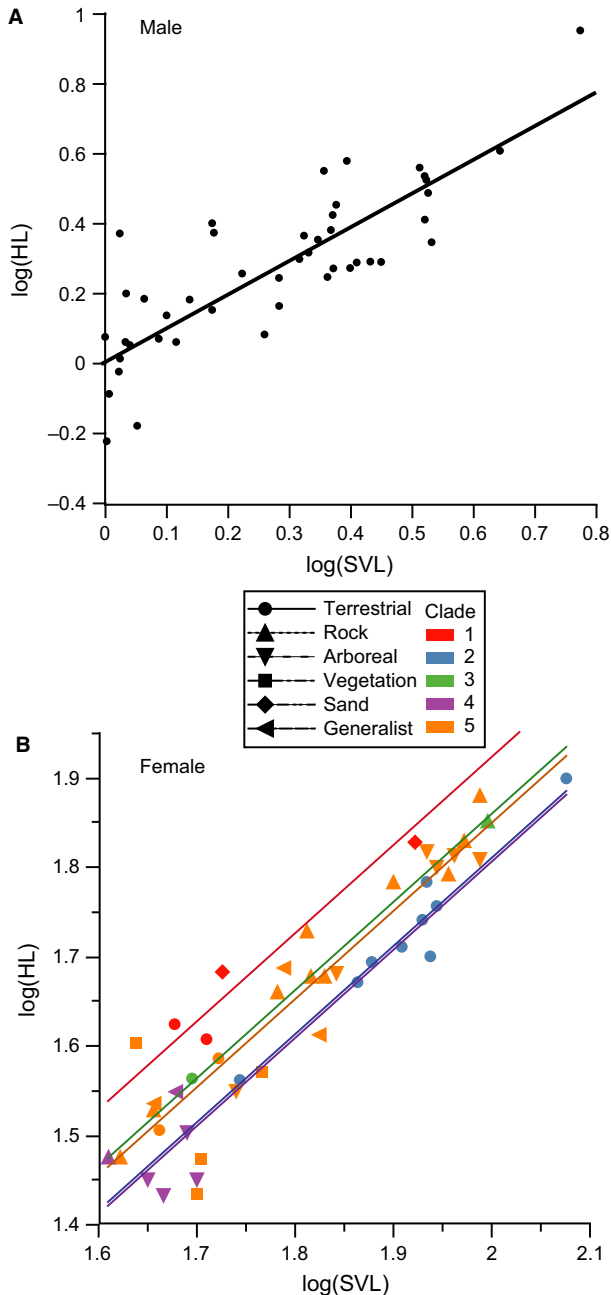 A
Male
1
0.8
0.6
0.4
0.2
0
–0.2
–0.4
log(HL)
0 0.1 0.2 0.3 0.4 0.5 0.6 0.7 0.8
log(SVL)
Terrestrial
Rock
Arboreal
Vegetation
Sand
Generalist
Clade
1
2
3
4
5
B
Female
1.9
1.8
1.7
1.6
1.5
1.4
log(HL)
1.6 1.7 1.8 1.9 2 2.1
log(SVL)